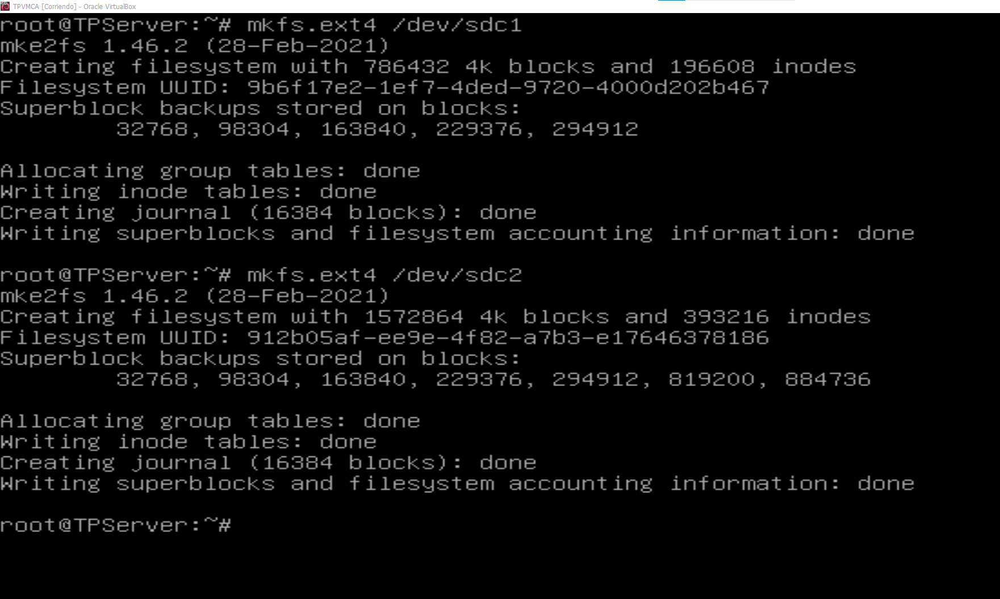 TPVMCA [Corriendo] - Oracle VirtualBox
root@TPServer:~# mkfs.ext4 /dev/sdc1
mke2fs 1.46.2 (28-Feb-2021)
Creating filesystem with 786432 4k blocks and 196608 inodes
Filesystem UUID: 9b6f17e2-1ef7-4ded-9720-4000d202b467
Superblock backups stored on blocks:
        32768, 98304, 163840, 229376, 294912
Allocating group tables: done
Writing inode tables: done
Creating journal (16384 blocks): done
Writing superblocks and filesystem accounting information: done
root@TPServer:~# mkfs.ext4 /dev/sdc2
mke2fs 1.46.2 (28-Feb-2021)
Creating filesystem with 1572864 4k blocks and 393216 inodes
Filesystem UUID: 912b05af-ee9e-4f82-a7b3-e17646378186
Superblock backups stored on blocks:
        32768, 98304, 163840, 229376, 294912, 819200, 884736
Allocating group tables: done
Writing inode tables: done
Creating journal (16384 blocks): done
Writing superblocks and filesystem accounting information: done
root@TPServer:~#